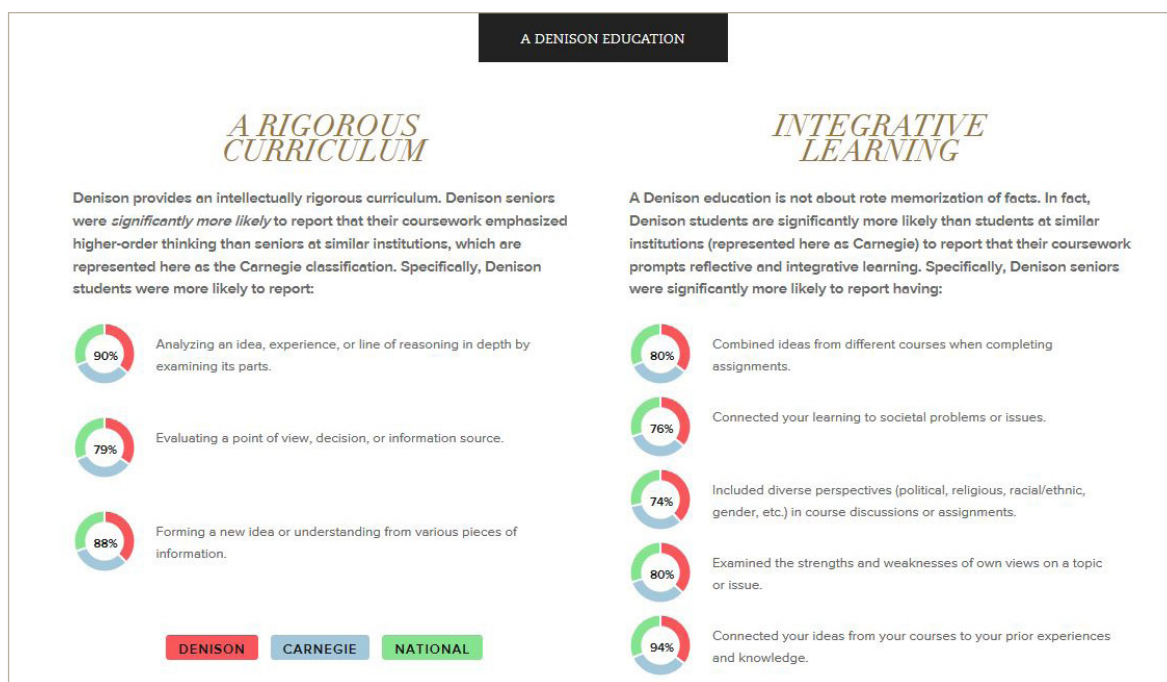 A DENISON EDUCATION
A RIGOROUS
CURRICULUM
Denison provides an intellectually rigorous curriculum. Denison seniors
were significantly more likely to report that their coursework emphasized
higher-order thinking than seniors at similar institutions, which are
represented here as the Carnegie classification. Specifically, Denison
students were more likely to report:
90%
Analyzing an idea, experience, or line of reasoning in depth by
examining its parts.
79%
Evaluating a point of view, decision, or information source.
88%
Forming a new idea or understanding from various pieces of
information.
DENISON
CARNEGIE
NATIONAL
INTEGRATIVE
LEARNING
A Denison education is not about rote memorization of facts. In fact,
Denison students are significantly more likely than students at similar
institutions (represented here as Carnegie) to report that their coursework
prompts reflective and integrative learning. Specifically, Denison seniors
were significantly more likely to report having:
80%
Combined ideas from different courses when completing
assignments.
76%
Connected your learning to societal problems or issues.
74%
Included diverse perspectives (political, religious, racial/ethnic,
gender, etc.) in course discussions or assignments.
80%
Examined the strengths and weaknesses of own views on a topic
or issue.
94%
Connected your ideas from your courses to your prior experiences
and knowledge.